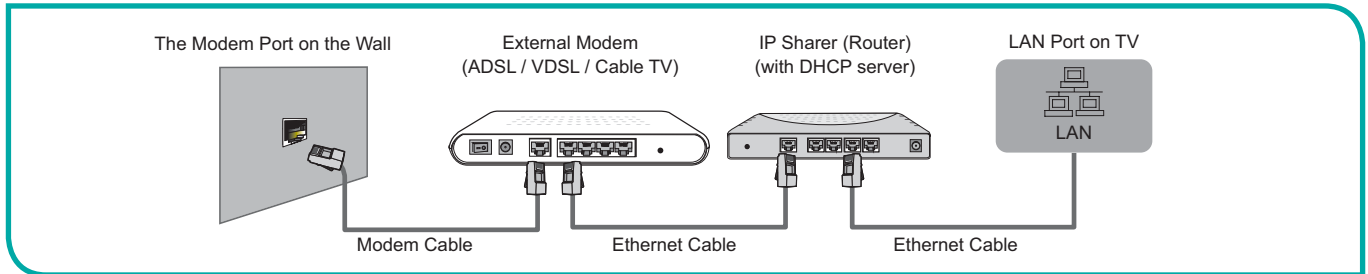 The Modem Port on the Wall
External Modem
(ADSL / VDSL / Cable TV)
IP Sharer (Router)
(with DHCP server)
LAN Port on TV
LAN
Modem Cable
Ethernet Cable
Ethernet Cable